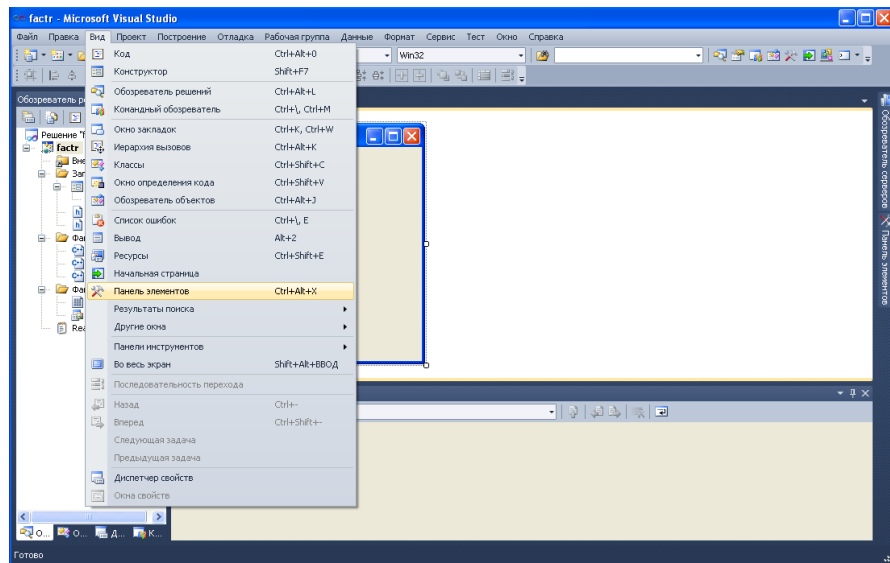 factr - Microsoft Visual Studio
Файл Правка Вид Проект Построение Отладка Рабочая группа Данные Формат Сервис Тест Окно Справка
Win32
Обозреватель
Решение
factr
Код Ctrl+Alt+0
Конструктор Shift+F7
Обозреватель решений Ctrl+Alt+L
Командный обозреватель Ctrl+\, Ctrl+M
Окно закладок Ctrl+K, Ctrl+W
Иерархия вызовов Ctrl+Alt+K
Классы Ctrl+Shift+C
Окно определения кода Ctrl+Shift+V
Обозреватель объектов Ctrl+Alt+J
Список ошибок Ctrl+\, E
Вывод Alt+2
Ресурсы Ctrl+Shift+E
Начальная страница
Панель элементов Ctrl+Alt+X
Результаты поиска
Другие окна
Панели инструментов
Во весь экран Shift+Alt+ВВОД
Последовательность перехода
Назад Ctrl+-
Вперед Ctrl+Shift+-
Следующая задача
Предыдущая задача
Диспетчер свойств
Окна свойств
Обозреватель серверов
Панель элементов
О... О... Д... К...
Готово